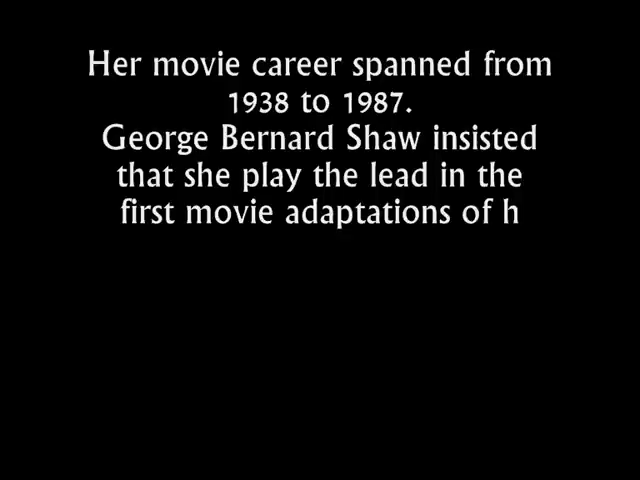 Her movie career spanned from
1938 to 1987.
George Bernard Shaw insisted
that she play the lead in the
first movie adaptations of h